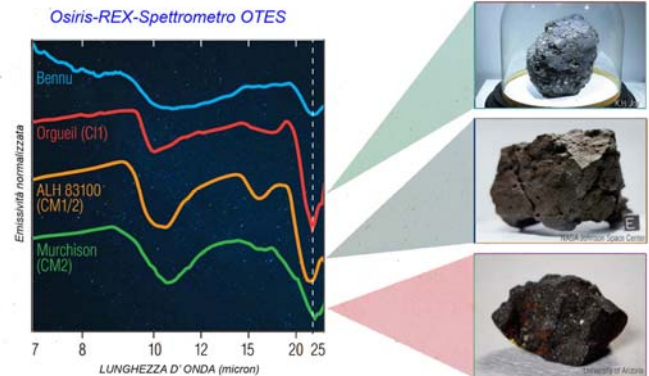 Osiris-REX-Spettrometro OTES
Emissività normalizzata
Bennu
Orgueil (CI1)
ALH 83100
(CM1/2)
Murchison
(CM2)
7 8 10 12 15 20 25
LUNGHEZZA D' ONDA (micron)
NASA Johnson Space Center
University of Arizona